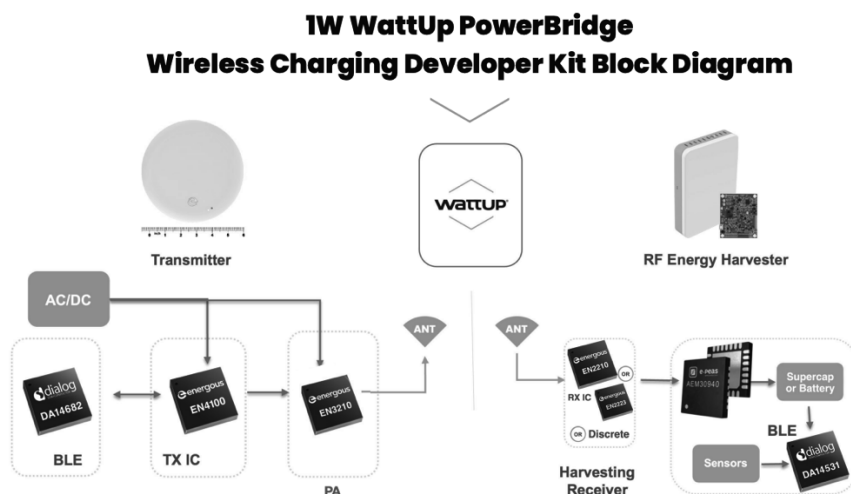 1W WattUp PowerBridge
Wireless Charging Developer Kit Block Diagram
WATTUP
Transmitter
RF Energy Harvester
AC/DC
ANT
ANT
dialog
DA14682
BLE
energous
EN4100
TX IC
energous
EN3210
PA
energous
EN2210
OR
RX IC
energous
EN2223
OR Discrete
Harvesting
Receiver
e-peas
AEM30940
Supercap
or Battery
BLE
Sensors
dialog
DA14531